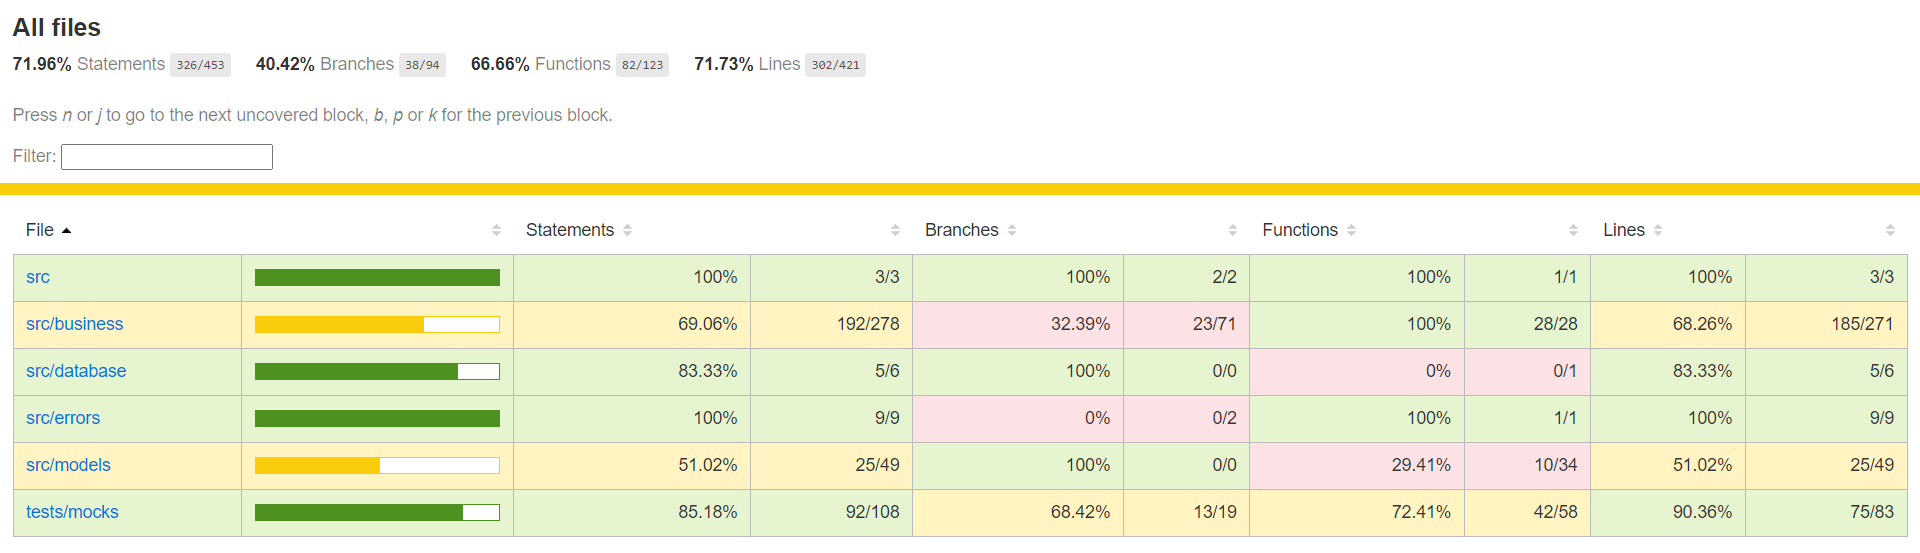 All files
71.96% Statements 326/453 40.42% Branches 38/94 66.66% Functions 82/123 71.73% Lines 302/421
Press n or j to go to the next uncovered block, b, p or k for the previous block.
Filter:
File Statements Branches Functions Lines
src 100% 3/3 100% 2/2 100% 1/1 100% 3/3
src/business 69.06% 192/278 32.39% 23/71 100% 28/28 68.26% 185/271
src/database 83.33% 5/6 100% 0/0 0% 0/1 83.33% 5/6
src/errors 100% 9/9 0% 0/2 100% 1/1 100% 9/9
src/models 51.02% 25/49 100% 0/0 29.41% 10/34 51.02% 25/49
tests/mocks 85.18% 92/108 68.42% 13/19 72.41% 42/58 90.36% 75/83